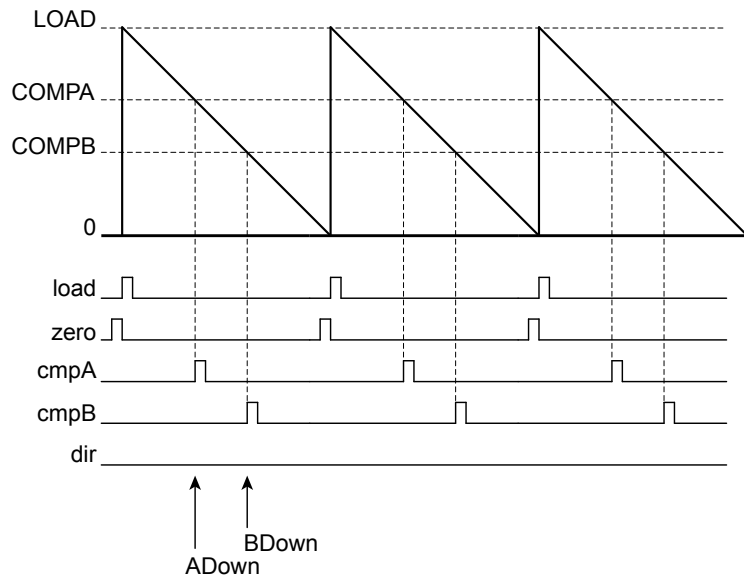 LOAD
COMPA
COMPB
0
load
zero
cmpA
cmpB
dir
BDown
ADown